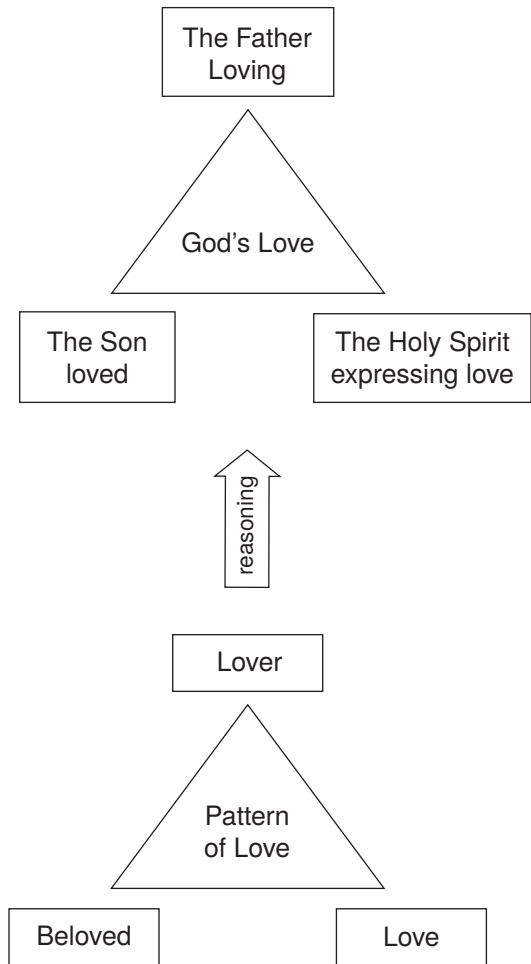 The Father
Loving
God's Love
The Son
loved
The Holy Spirit
expressing love
reasoning
Lover
Pattern
of Love
Beloved
Love